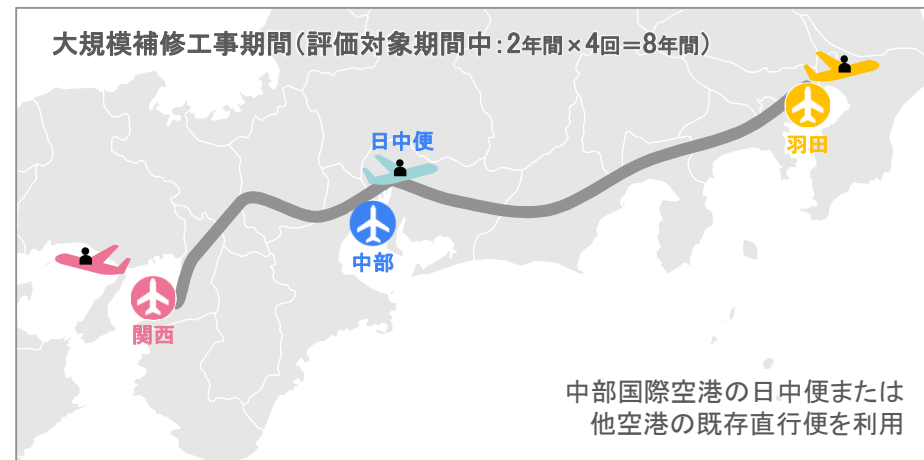 大規模補修工事期間(評価対象期間中:2年間×4回=8年間)
日中便
羽田
中部
関西
中部国際空港の日中便または
他空港の既存直行便を利用